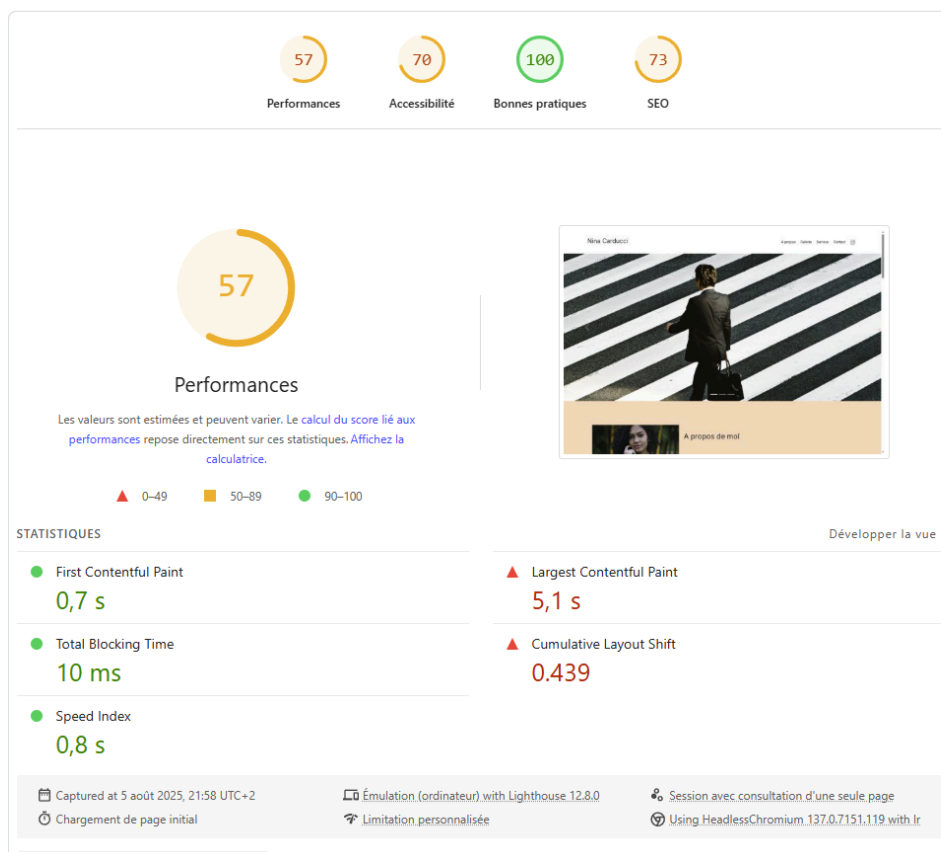 57
70
100
73
Performances
Accessibilité
Bonnes pratiques
SEO
57
Performances
Les valeurs sont estimées et peuvent varier. Le calcul du score lié aux
performances repose directement sur ces statistiques. Affichez la
calculatrice.
0–49
50–89
90–100
Nina Carducci
A propos Galerie Services Contact
A propos de moi
STATISTIQUES
Développer la vue
First Contentful Paint
0,7 s
Largest Contentful Paint
5,1 s
Total Blocking Time
10 ms
Cumulative Layout Shift
0.439
Speed Index
0,8 s
Captured at 5 août 2025, 21:58 UTC+2
Émulation (ordinateur) with Lighthouse 12.8.0
Session avec consultation d'une seule page
Chargement de page initial
Limitation personnalisée
Using HeadlessChromium 137.0.7151.119 with lr